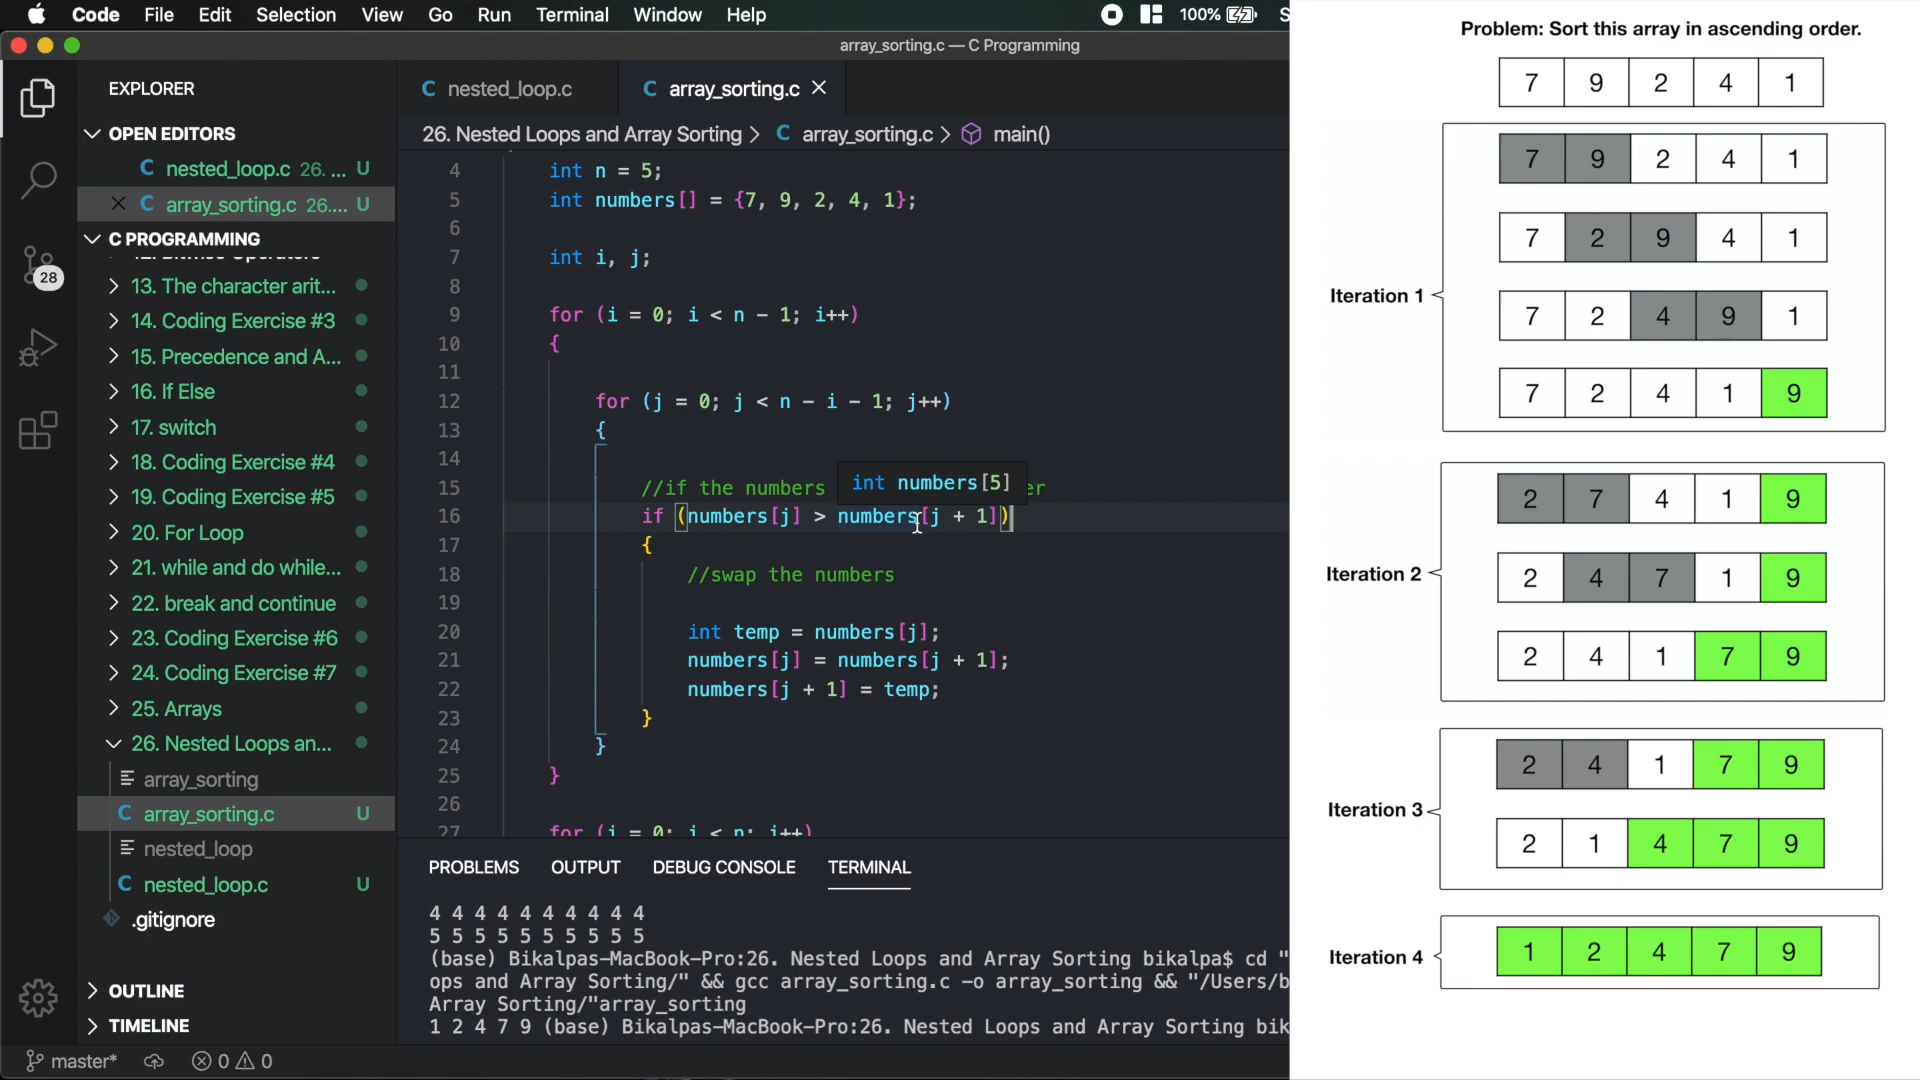 Code File Edit Selection View Go Run Terminal Window Help 100%
array_sorting.c — C Programming
EXPLORER
OPEN EDITORS
nested_loop.c 26. ... U
array_sorting.c 26.... U
C PROGRAMMING
13. The character arit...
14. Coding Exercise #3
15. Precedence and A...
16. If Else
17. switch
18. Coding Exercise #4
19. Coding Exercise #5
20. For Loop
21. while and do while...
22. break and continue
23. Coding Exercise #6
24. Coding Exercise #7
25. Arrays
26. Nested Loops an...
array_sorting
C array_sorting.c U
nested_loop
C nested_loop.c U
.gitignore
OUTLINE
TIMELINE
28
master* 0 0
C nested_loop.c C array_sorting.c
26. Nested Loops and Array Sorting > C array_sorting.c > main()
4 int n = 5;
5 int numbers[] = {7, 9, 2, 4, 1};
6
7 int i, j;
8
9 for (i = 0; i < n - 1; i++)
10 {
11
12 for (j = 0; j < n - i - 1; j++)
13 {
14
int numbers[5]
15 //if the numbers er
16 if (numbers[j] > numbers[j + 1])
17 {
18 //swap the numbers
19
20 int temp = numbers[j];
21 numbers[j] = numbers[j + 1];
22 numbers[j + 1] = temp;
23 }
24 }
25 }
26
27 for (i = 0; i < n; i++)
PROBLEMS OUTPUT DEBUG CONSOLE TERMINAL
4 4 4 4 4 4 4 4 4 4
5 5 5 5 5 5 5 5 5 5
(base) Bikalpas-MacBook-Pro:26. Nested Loops and Array Sorting bikalpa$ cd "
ops and Array Sorting/" && gcc array_sorting.c -o array_sorting && "/Users/b
Array Sorting/"array_sorting
1 2 4 7 9 (base) Bikalpas-MacBook-Pro:26. Nested Loops and Array Sorting bik
Problem: Sort this array in ascending order.
7 9 2 4 1
Iteration 1
7 9 2 4 1
7 2 9 4 1
7 2 4 9 1
7 2 4 1 9
Iteration 2
2 7 4 1 9
2 4 7 1 9
2 4 1 7 9
Iteration 3
2 4 1 7 9
2 1 4 7 9
Iteration 4
1 2 4 7 9